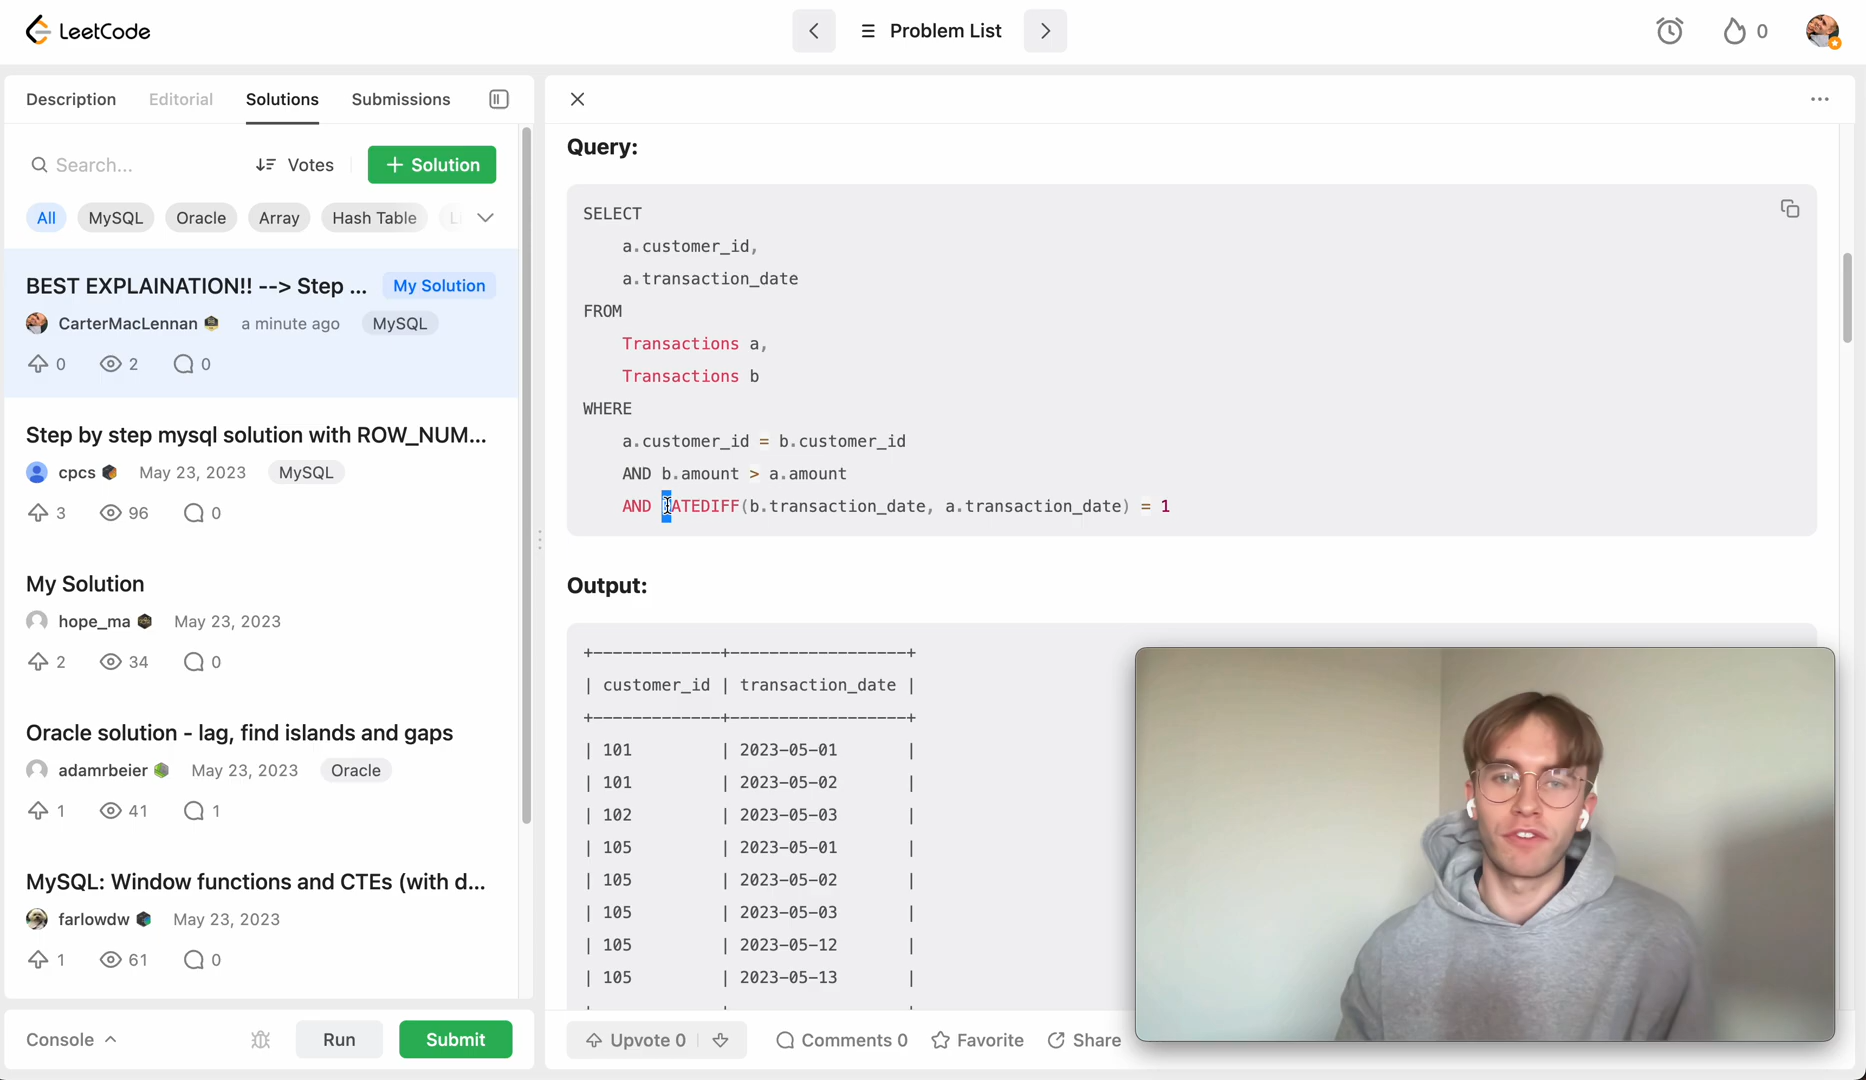 LeetCode
Problem List
0
Description Editorial Solutions Submissions
Search... Votes + Solution
All MySQL Oracle Array Hash Table
BEST EXPLAINATION!! --> Step ... My Solution
CarterMacLennan a minute ago MySQL
0 2 0
Step by step mysql solution with ROW_NUM...
cpcs May 23, 2023 MySQL
3 96 0
My Solution
hope_ma May 23, 2023
2 34 0
Oracle solution - lag, find islands and gaps
adamrbeier May 23, 2023 Oracle
1 41 1
MySQL: Window functions and CTEs (with d...
farlowdw May 23, 2023
1 61 0
Console Run Submit
Query:
SELECT
a.customer_id,
a.transaction_date
FROM
Transactions a,
Transactions b
WHERE
a.customer_id = b.customer_id
AND b.amount > a.amount
AND DATEDIFF(b.transaction_date, a.transaction_date) = 1
Output:
+-------------+------------------+
| customer_id | transaction_date |
+-------------+------------------+
| 101 | 2023-05-01 |
| 101 | 2023-05-02 |
| 102 | 2023-05-03 |
| 105 | 2023-05-01 |
| 105 | 2023-05-02 |
| 105 | 2023-05-03 |
| 105 | 2023-05-12 |
| 105 | 2023-05-13 |
Upvote 0 Comments 0 Favorite Share